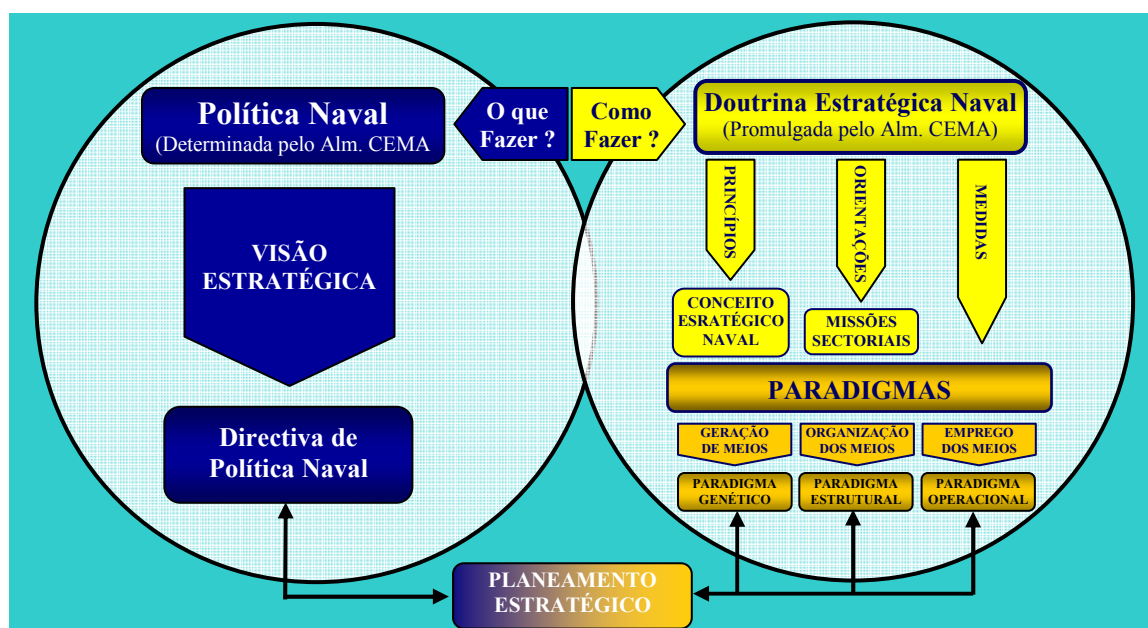 Política Naval
(Determinada pelo Alm. CEMA
O que
Fazer ?
Como
Fazer ?
Doutrina Estratégica Naval
(Promulgada pelo Alm. CEMA)
VISÃO
ESTRATÉGICA
Directiva de
Política Naval
PRINCÍPIOS
ORIENTAÇÕES
MEDIDAS
CONCEITO
ESRATÉGICO
NAVAL
MISSÕES
SECTORIAIS
PARADIGMAS
GERAÇÃO
DE MEIOS
ORGANIZAÇÃO
DOS MEIOS
EMPREGO
DOS MEIOS
PARADIGMA
GENÉTICO
PARADIGMA
ESTRUTURAL
PARADIGMA
OPERACIONAL
PLANEAMENTO
ESTRATÉGICO